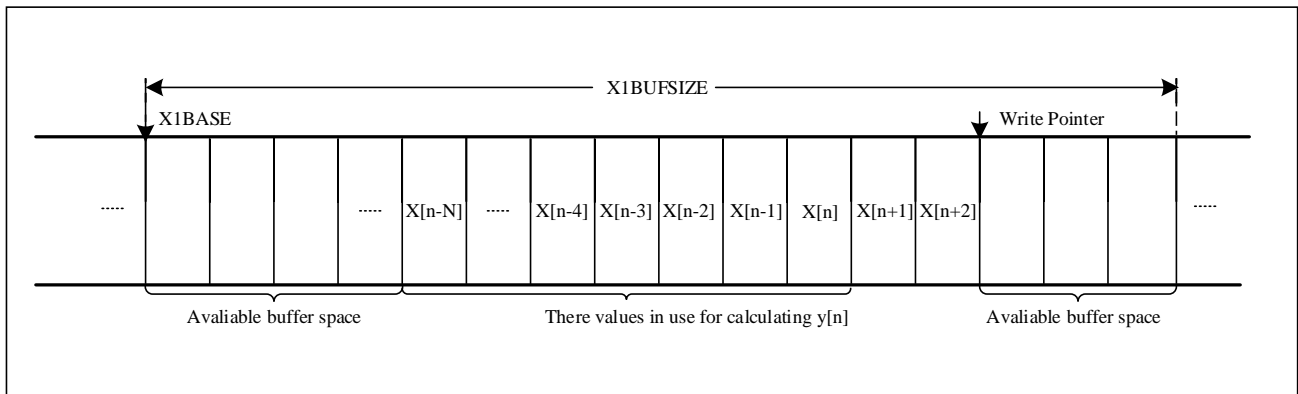 X1BUFSIZE
X1BASE
Write Pointer
..... ..... X[n-N] ..... X[n-4] X[n-3] X[n-2] X[n-1] X[n] X[n+1] X[n+2] .....
Avaliable buffer space There values in use for calculating y[n] Avaliable buffer space